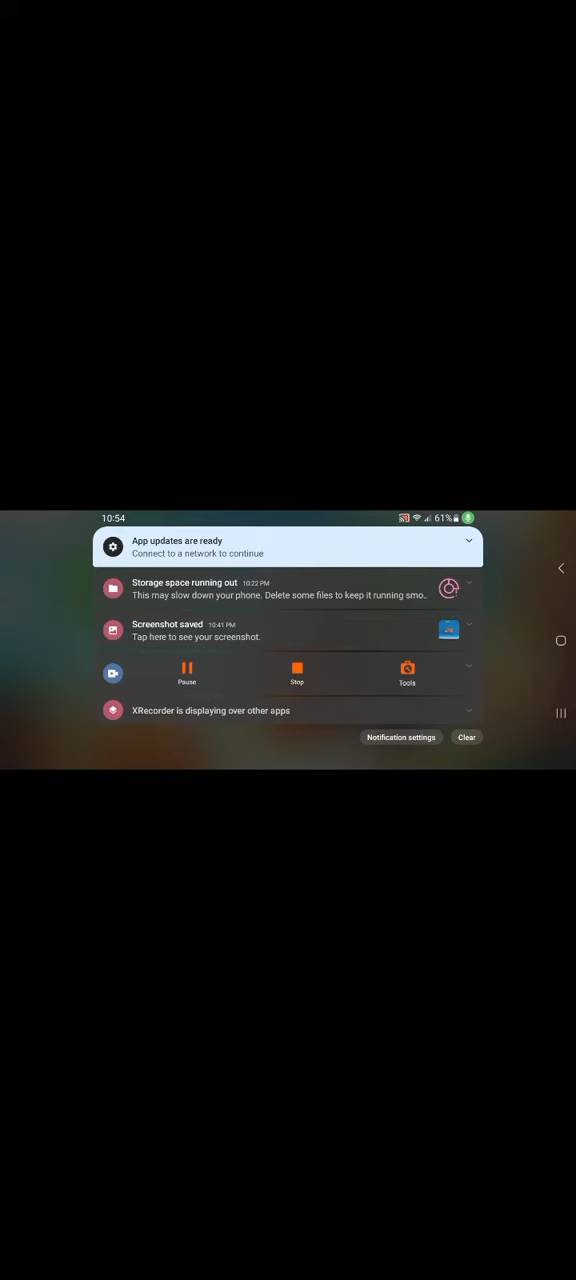 10:54
61%
App updates are ready
Connect to a network to continue
Storage space running out 10:22 PM
This may slow down your phone. Delete some files to keep it running smo..
Screenshot saved 10:41 PM
Tap here to see your screenshot.
Pause
Stop
Tools
XRecorder is displaying over other apps
Notification settings
Clear